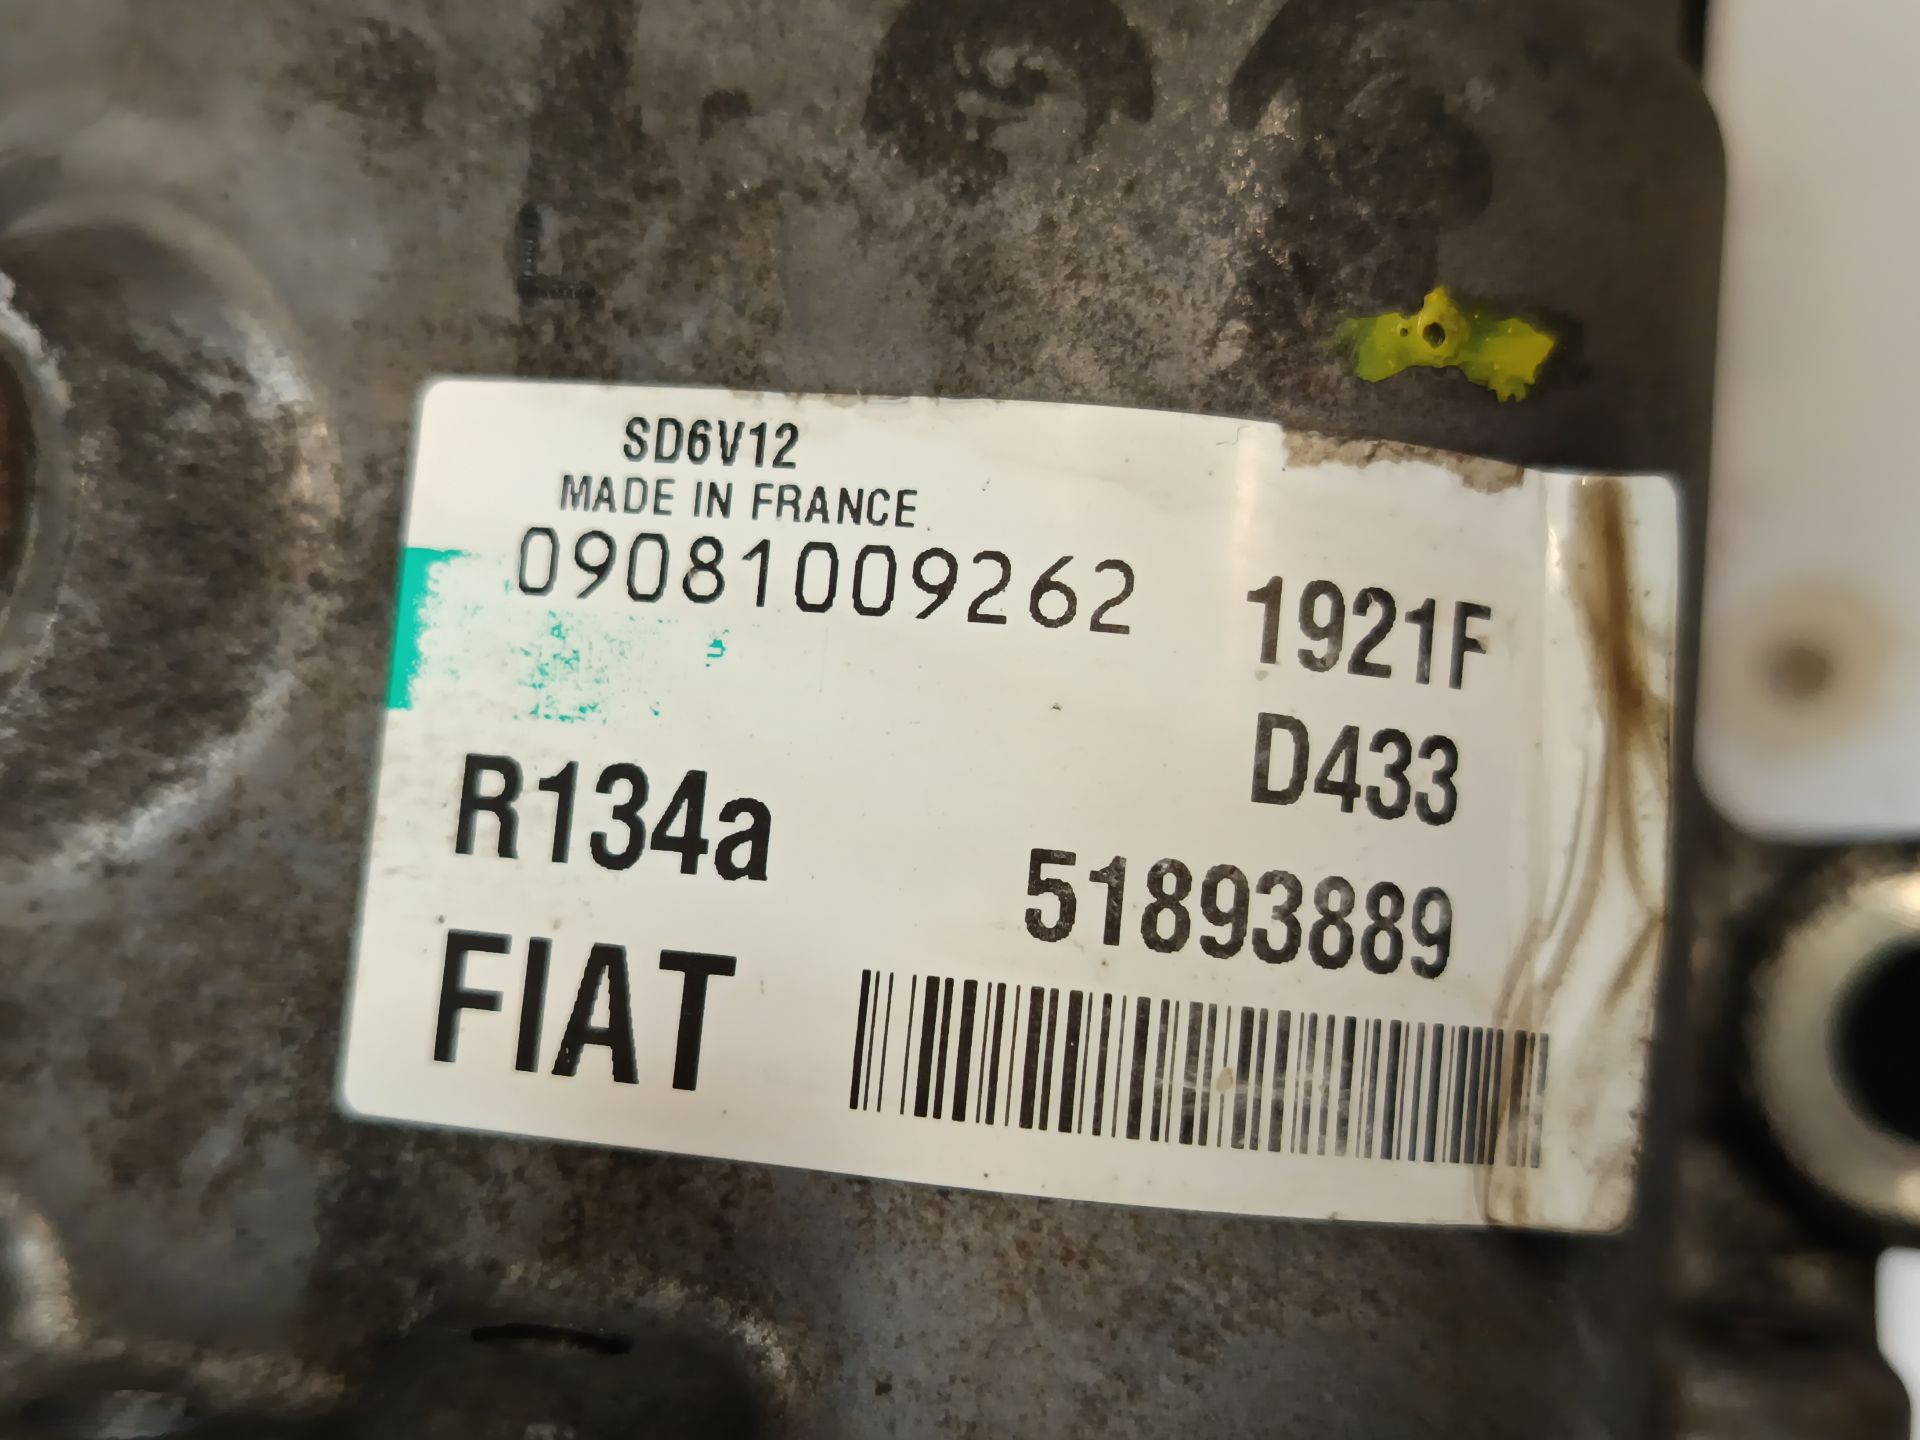 SD6V12
MADE IN FRANCE
09081009262
1921F
D433
R134a
51893889
FIAT